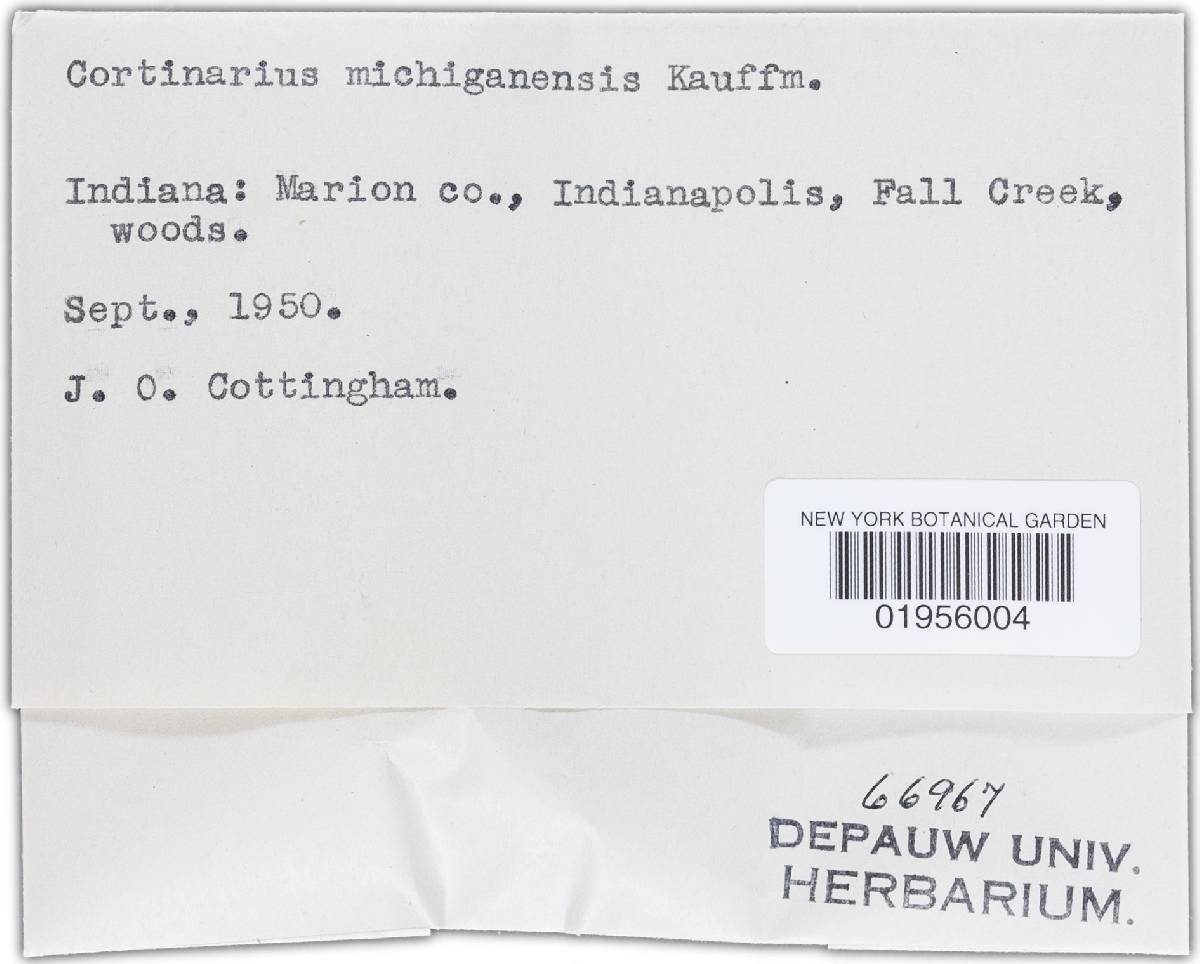 Cortinarius michiganensis Kauffm.
Indiana: Marion co., Indianapolis, Fall Creek,
woods.
Sept., 1950.
J. O. Cottingham.
NEW YORK BOTANICAL GARDEN
01956004
66967
DEPAUW UNIV.
HERBARIUM.